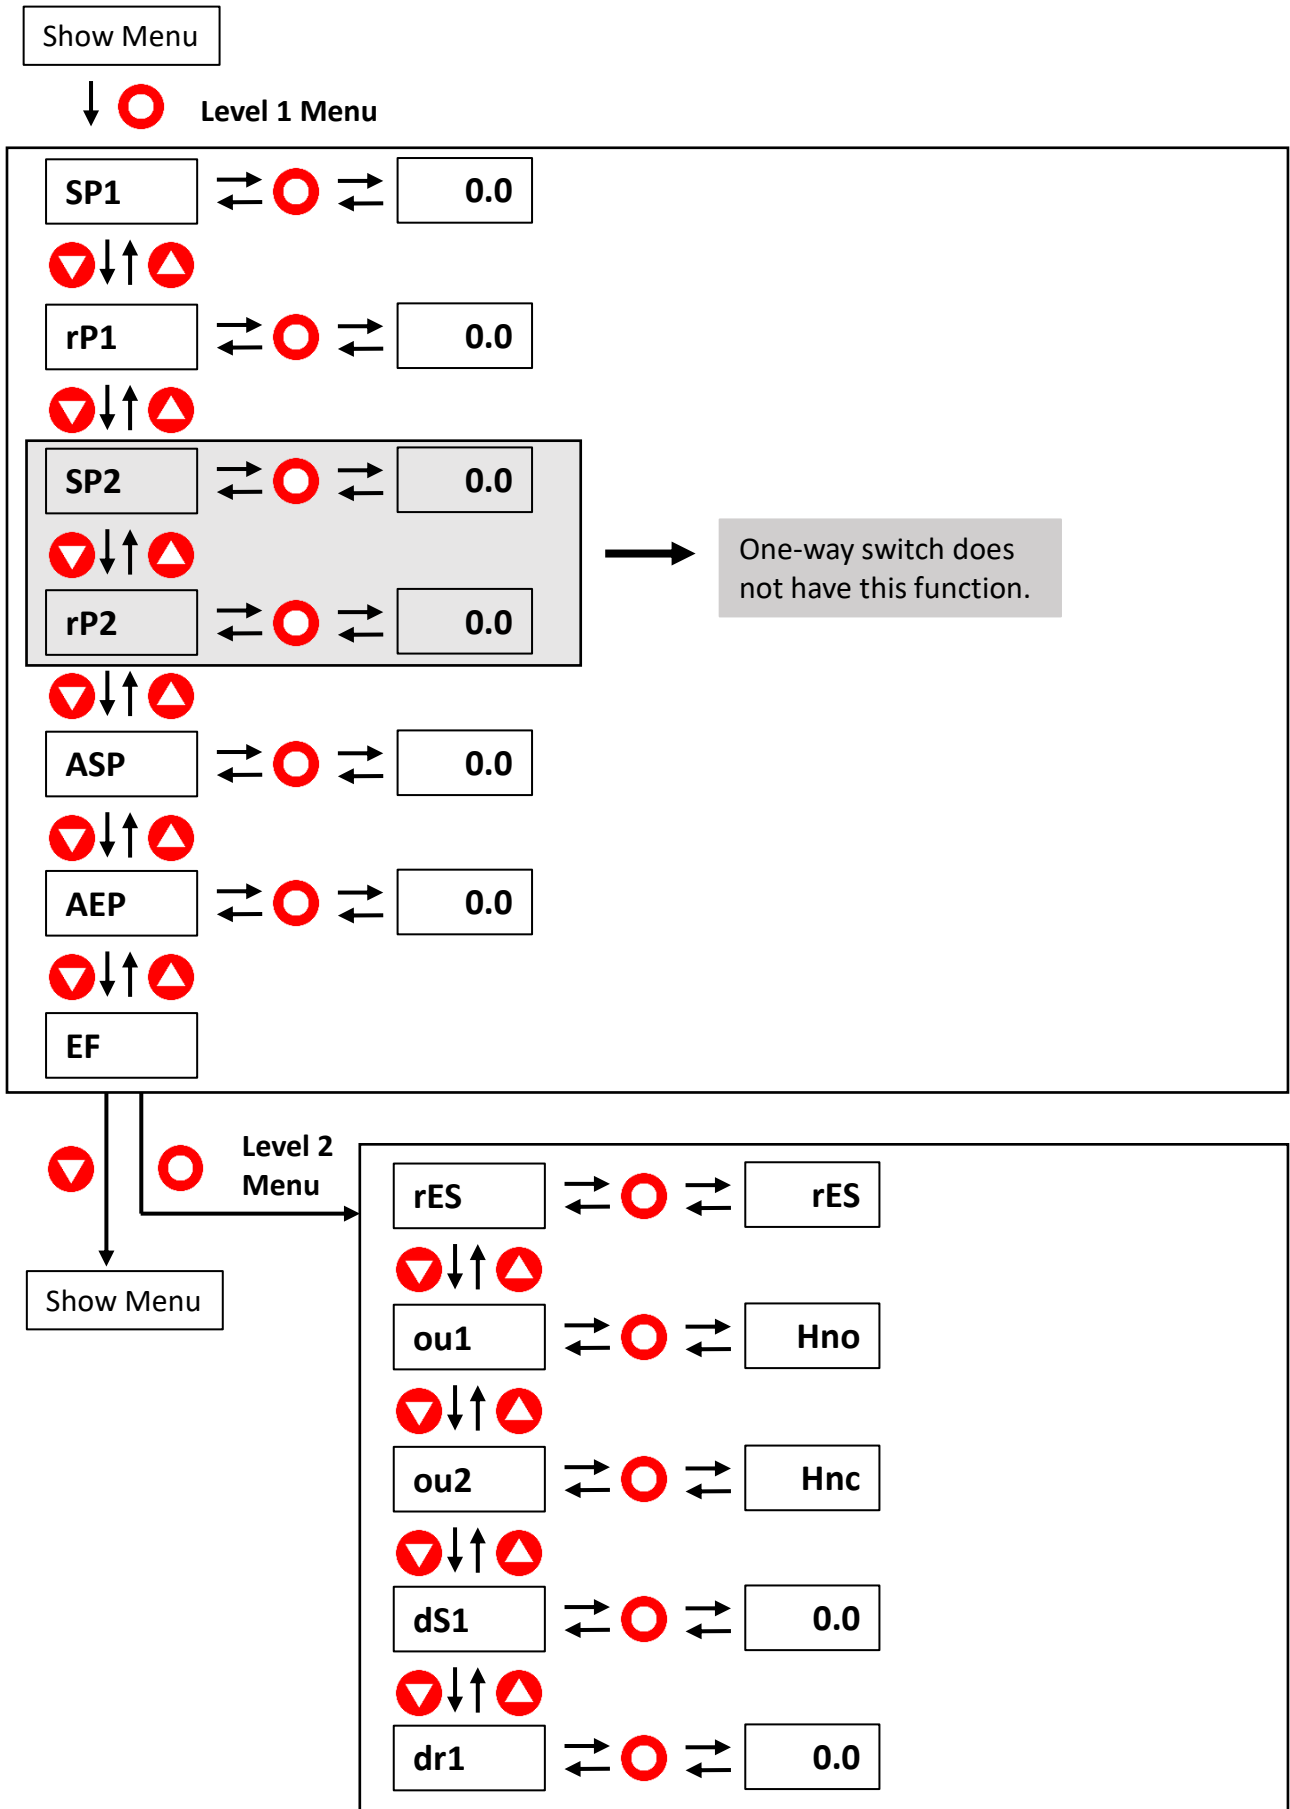 Show Menu
Level 1 Menu
SP1 0.0
rP1 0.0
SP2 0.0
One-way switch does
not have this function.
rP2 0.0
ASP 0.0
AEP 0.0
EF
Level 2
Menu
rES rES
Show Menu
ou1 Hno
ou2 Hnc
dS1 0.0
dr1 0.0